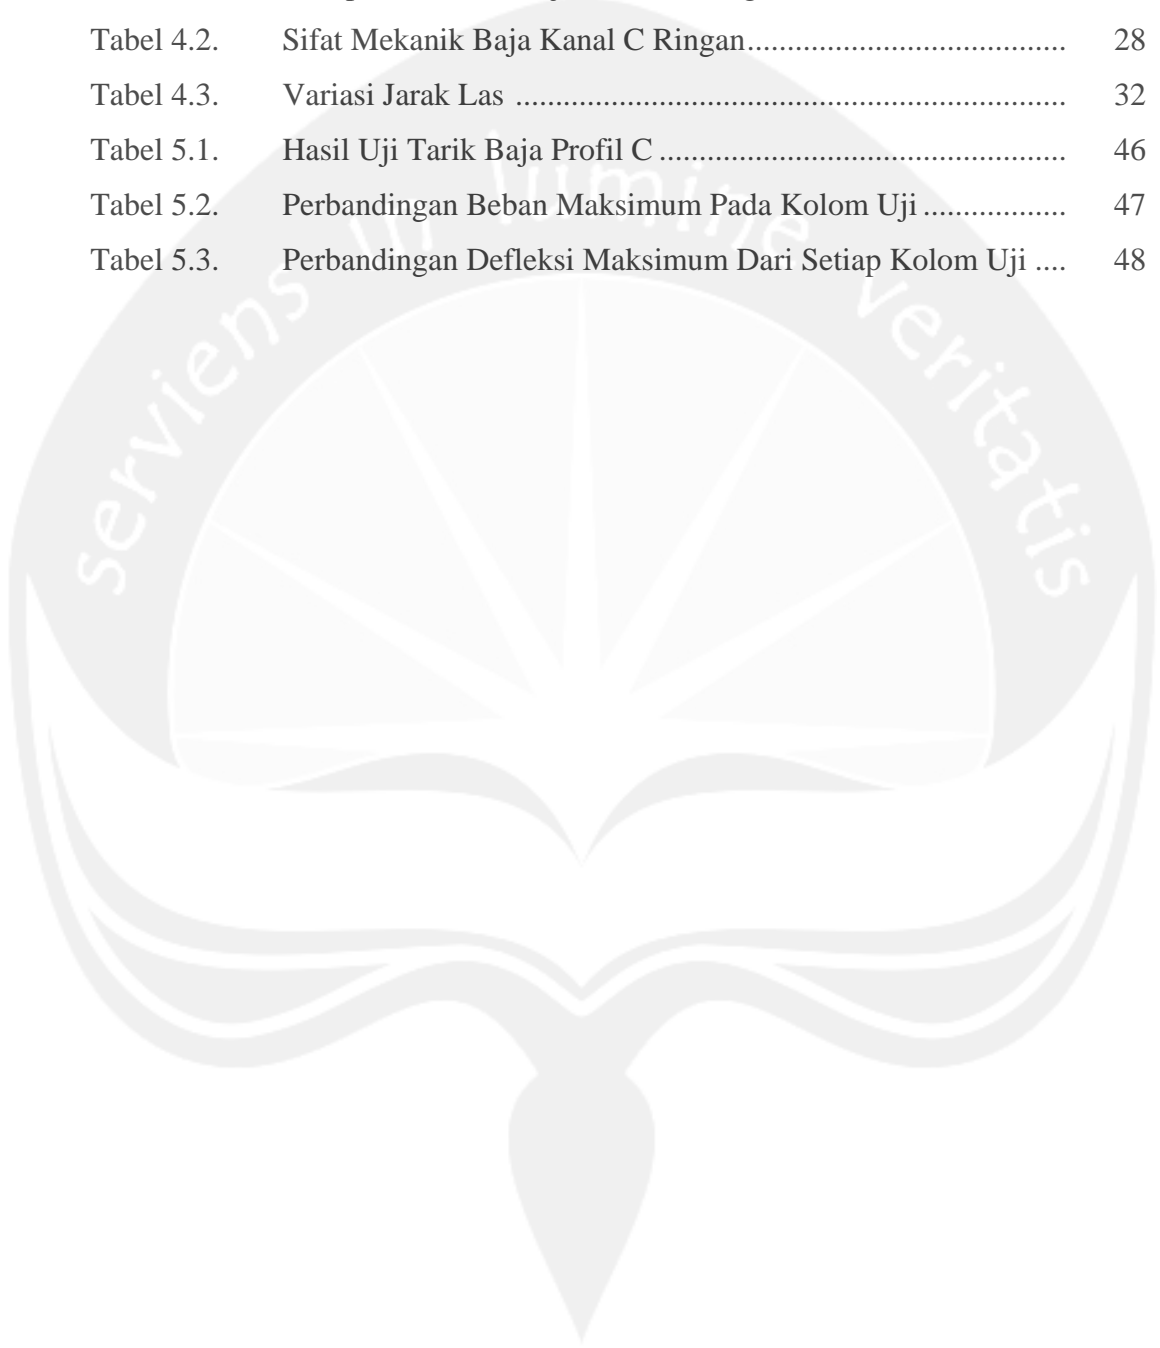 Tabel 4.2. Sifat Mekanik Baja Kanal C Ringan........................................ 28
Tabel 4.3. Variasi Jarak Las ...................................................................... 32
Tabel 5.1. Hasil Uji Tarik Baja Profil C .................................................... 46
Tabel 5.2. Perbandingan Beban Maksimum Pada Kolom Uji .................. 47
Tabel 5.3. Perbandingan Defleksi Maksimum Dari Setiap Kolom Uji .... 48
serviens in lumine veritatis